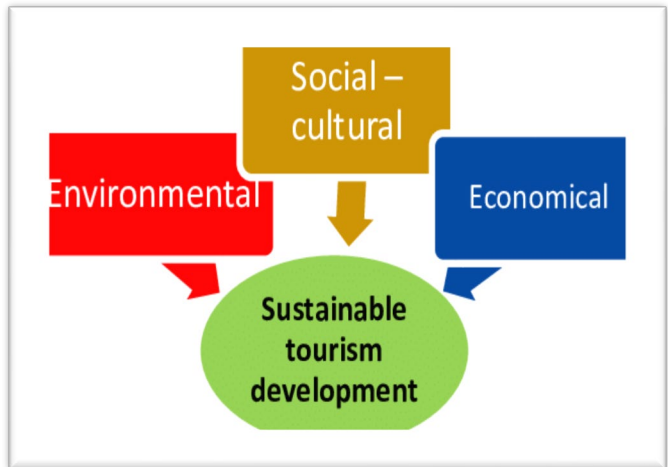 Social –
cultural
Environmental
Economical
Sustainable
tourism
development